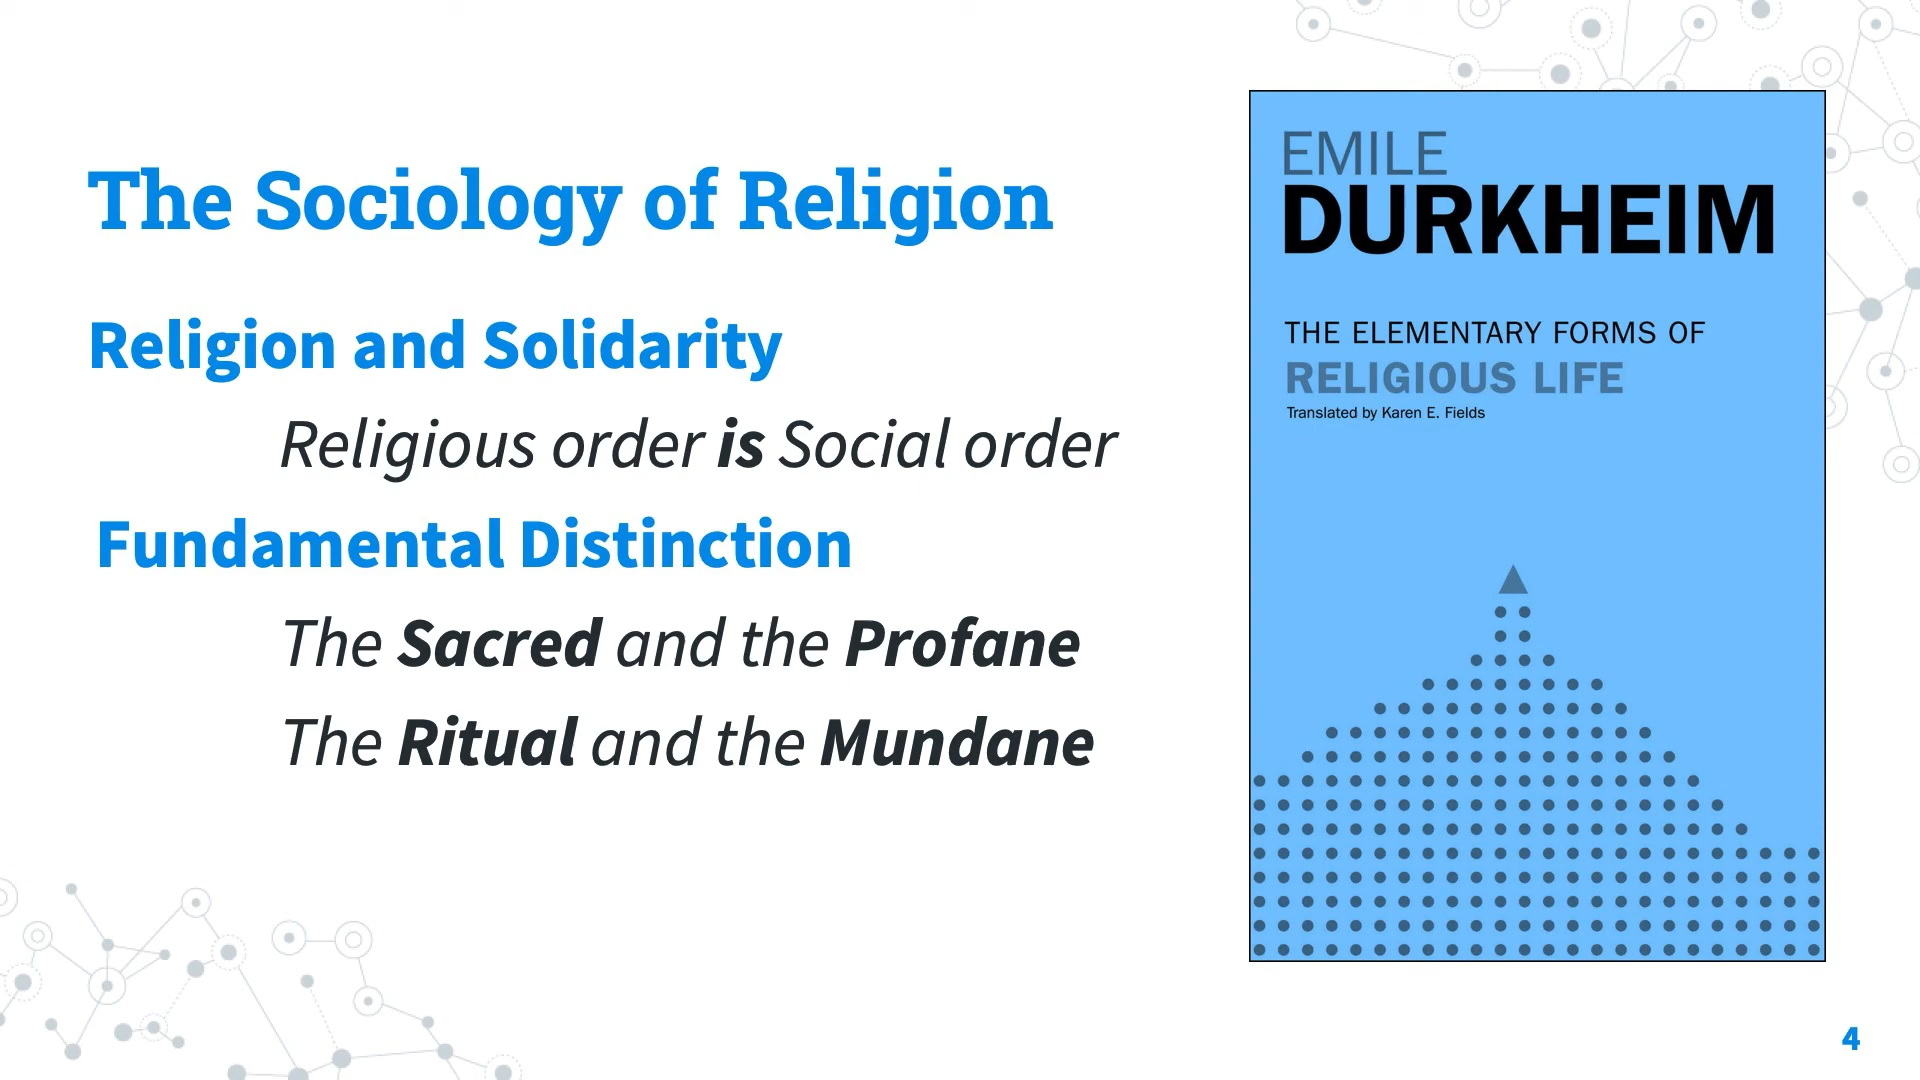 The Sociology of Religion
Religion and Solidarity
Religious order is Social order
Fundamental Distinction
The Sacred and the Profane
The Ritual and the Mundane
EMILE
DURKHEIM
THE ELEMENTARY FORMS OF
RELIGIOUS LIFE
Translated by Karen E. Fields
4